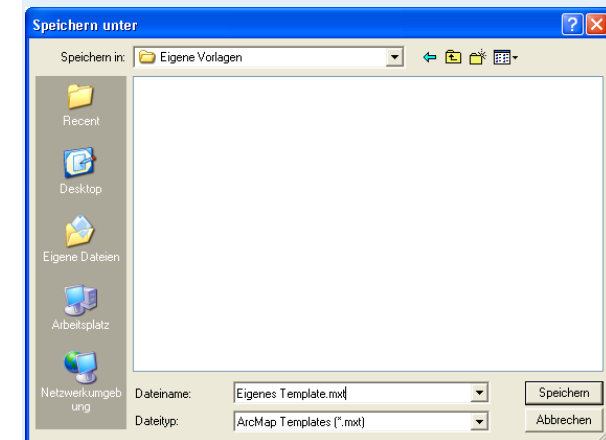 Speichern unter
Speichern in:
Eigene Vorlagen
Recent
Desktop
Eigene Dateien
Arbeitsplatz
Netzwerkumgeb
ung
Dateiname:
Eigenes Template.mxt
Speichern
Dateityp:
ArcMap Templates (*.mxt)
Abbrechen